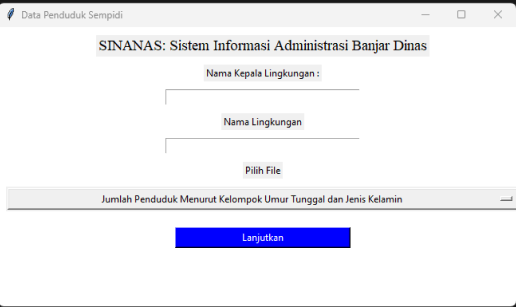 Data Penduduk Sempidi
SINANAS: Sistem Informasi Administrasi Banjar Dinas
Nama Kepala Lingkungan :
Nama Lingkungan
Pilih File
Jumlah Penduduk Menurut Kelompok Umur Tunggal dan Jenis Kelamin
Lanjutkan